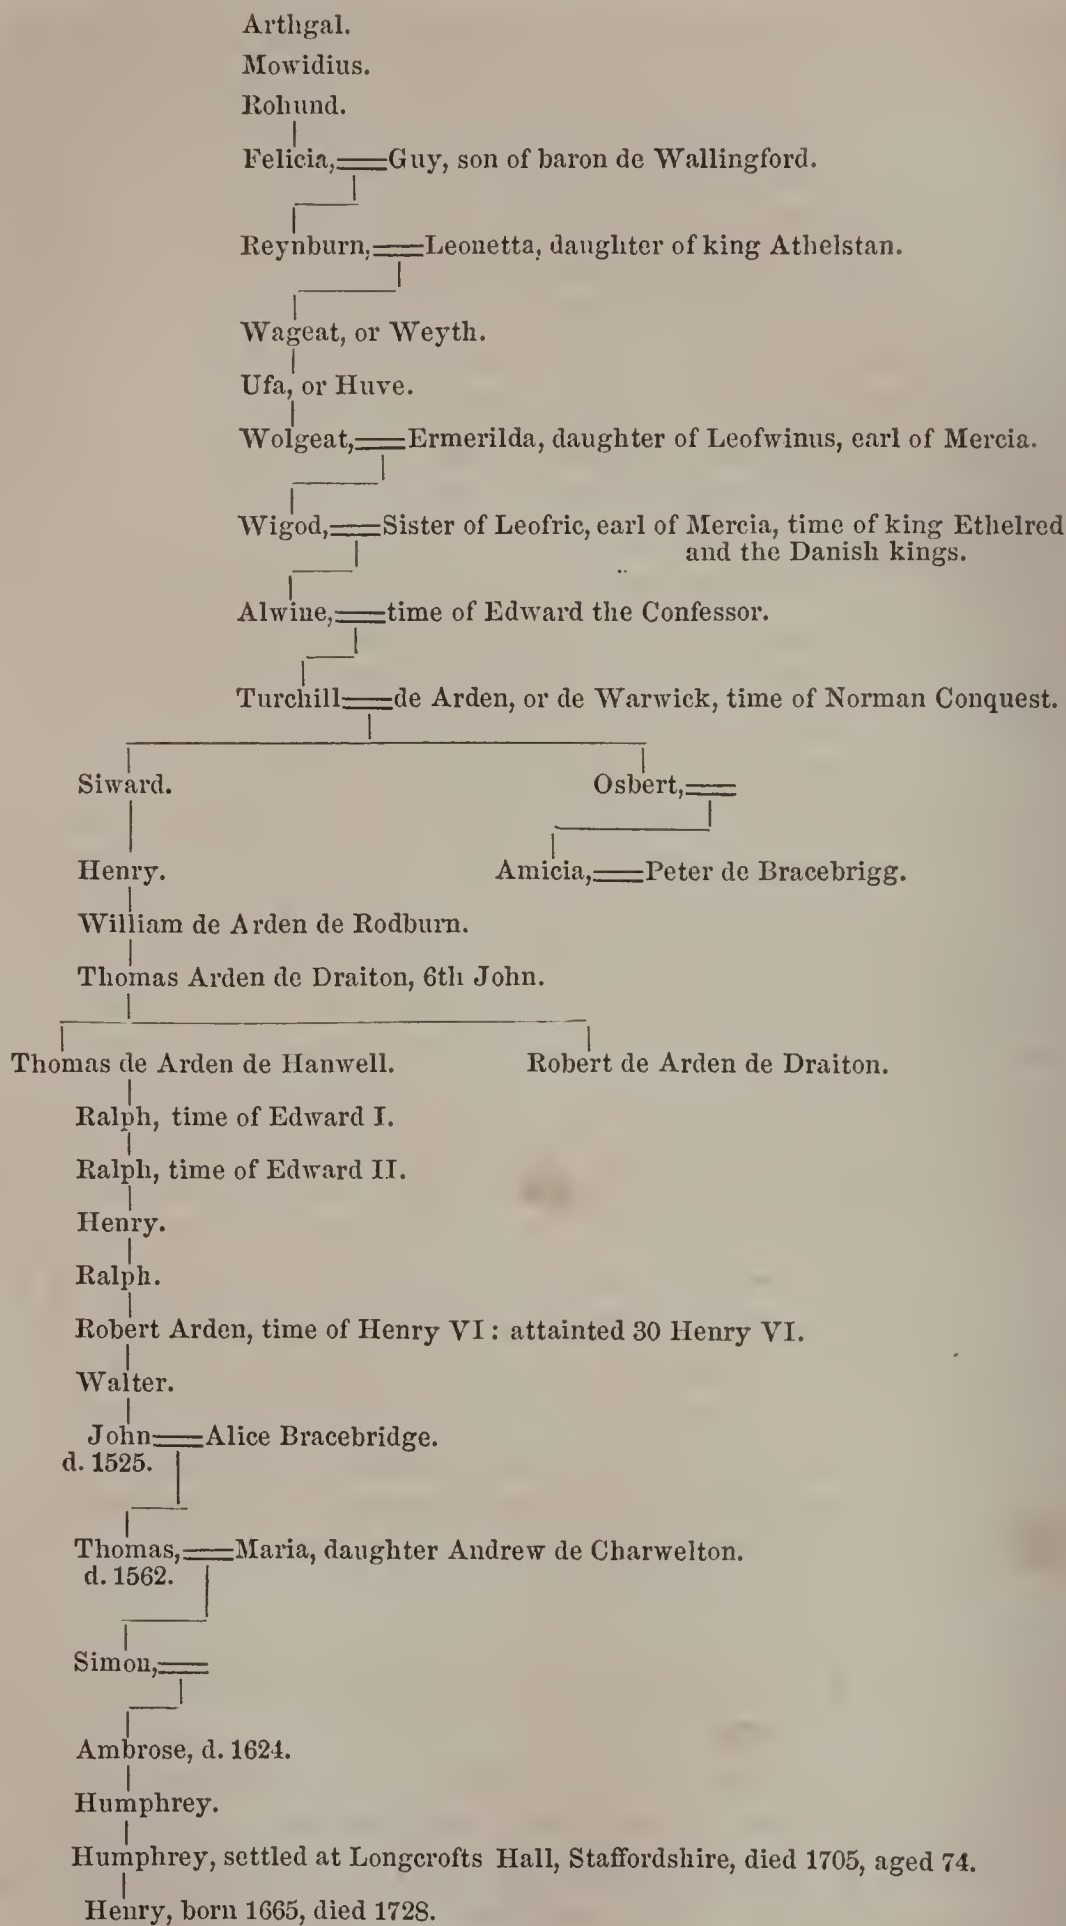 Arthgal.
Mowidius.
Rohund.
Felicia, Guy, son of baron de Wallingford.
Reynburn, Leonetta, daughter of king Athelstan.
Wageat, or Weyth.
Ufa, or Huve.
Wolgeat, Ermerilda, daughter of Leofwinus, earl of Mercia.
Wigod, Sister of Leofric, earl of Mercia, time of king Ethelred
and the Danish kings.
Alwine, time of Edward the Confessor.
Turchill de Arden, or de Warwick, time of Norman Conquest.
Siward. Osbert,
Henry. Amicia, Peter de Bracebrigg.
William de Arden de Rodburn.
Thomas Arden de Draiton, 6th John.
Thomas de Arden de Hanwell. Robert de Arden de Draiton.
Ralph, time of Edward I.
Ralph, time of Edward II.
Henry.
Ralph.
Robert Arden, time of Henry VI: attainted 30 Henry VI.
Walter.
John Alice Bracebridge.
d. 1525.
Thomas, Maria, daughter Andrew de Charwelton.
d. 1562.
Simon,
Ambrose, d. 1624.
Humphrey.
Humphrey, settled at Longcrofts Hall, Staffordshire, died 1705, aged 74.
Henry, born 1665, died 1728.